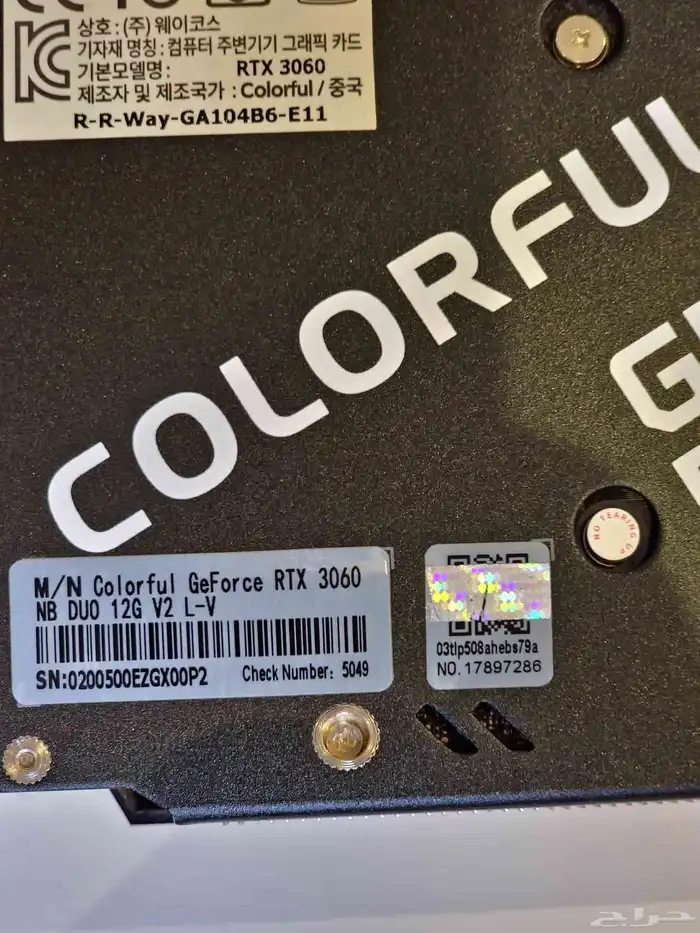 상호 : (주) 웨이코스
기자재 명칭 : 컴퓨터 주변기기 그래픽 카드
기본모델명 : RTX 3060
제조자 및 제조국가 : Colorful / 중국
R-R-Way-GA104B6-E11
COLORFUL
NO TEARING UP
M/N Colorful GeForce RTX 3060
NB DUO 12G V2 L-V
SN:0200500EZGX00P2 Check Number: 5049
03tlp508ahebs79a
NO.17897286
حراج